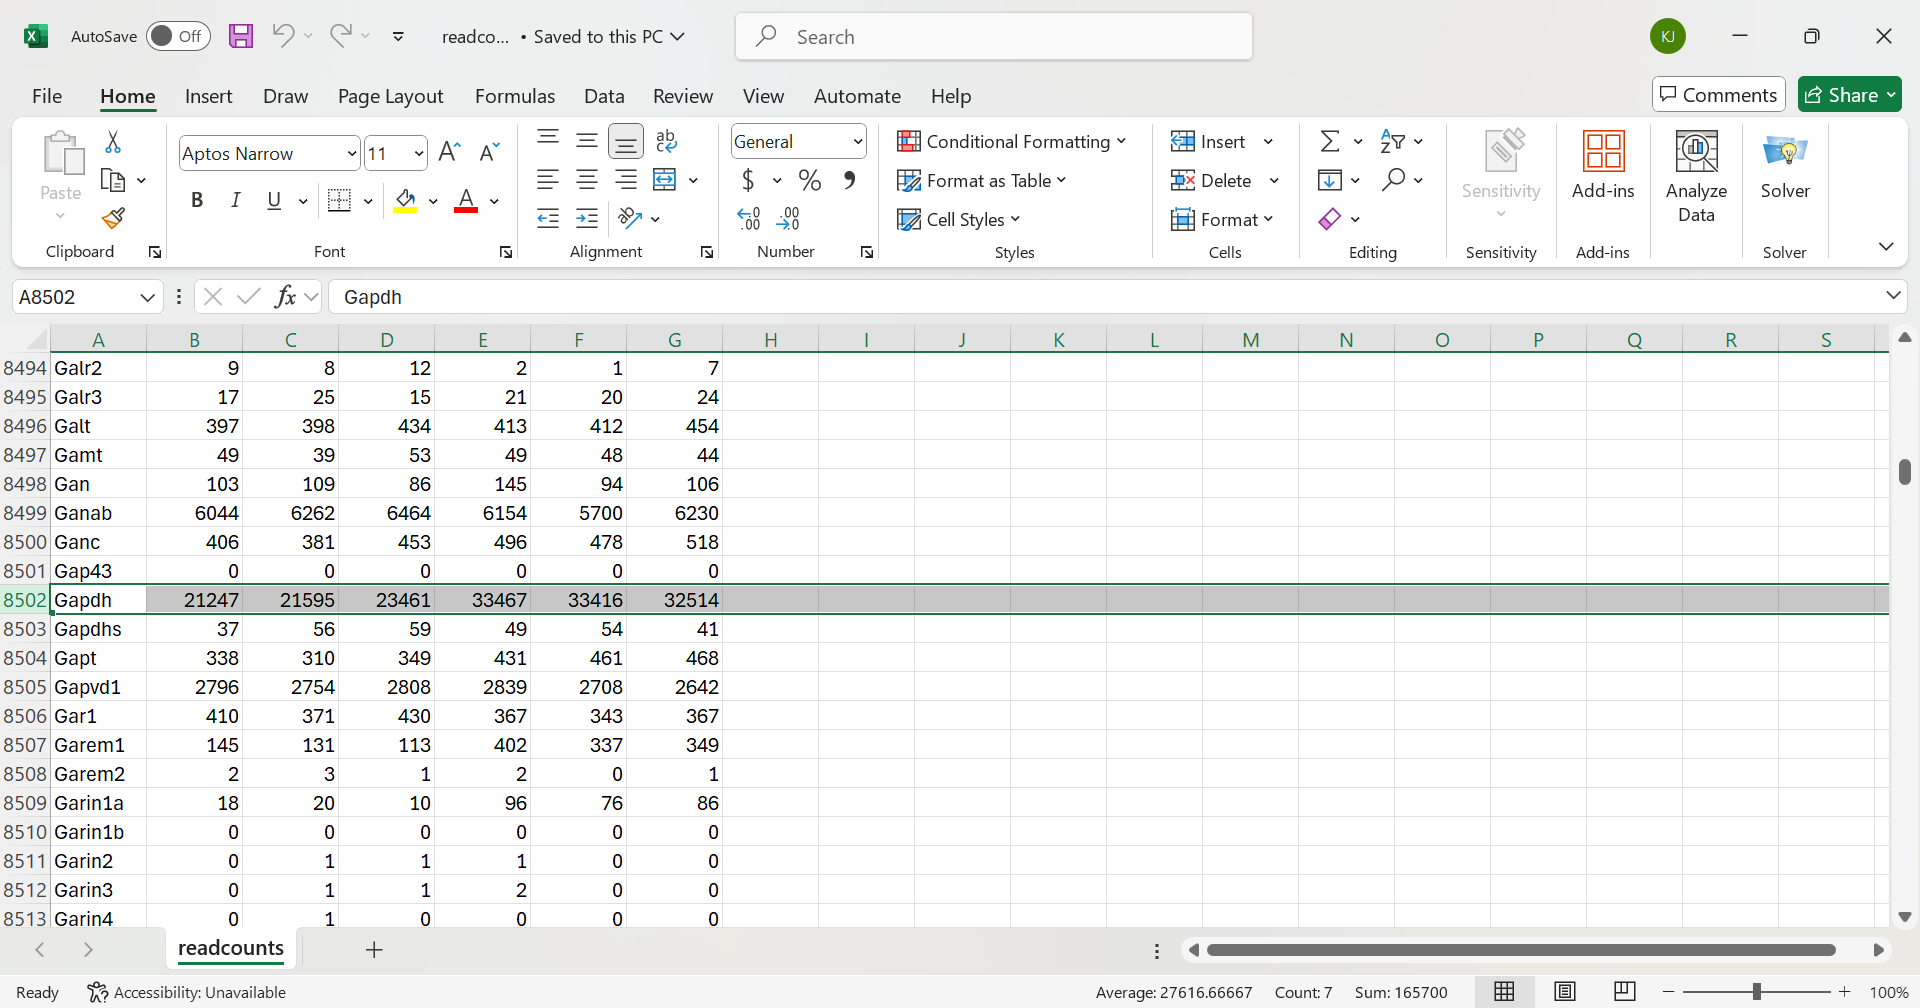 AutoSave Off readco... • Saved to this PC Search KJ
File Home Insert Draw Page Layout Formulas Data Review View Automate Help Comments Share
Paste Aptos Narrow 11 General Conditional Formatting Format as Table Cell Styles Insert Delete Format Sensitivity Add-ins Analyze Data Solver
Clipboard Font Alignment Number Styles Cells Editing Sensitivity Add-ins Solver
A8502 fx Gapdh
A B C D E F G H I J K L M N O P Q R S
8494 Galr2 9 8 12 2 1 7
8495 Galr3 17 25 15 21 20 24
8496 Galt 397 398 434 413 412 454
8497 Gamt 49 39 53 49 48 44
8498 Gan 103 109 86 145 94 106
8499 Ganab 6044 6262 6464 6154 5700 6230
8500 Ganc 406 381 453 496 478 518
8501 Gap43 0 0 0 0 0 0
8502 Gapdh 21247 21595 23461 33467 33416 32514
8503 Gapdhs 37 56 59 49 54 41
8504 Gapt 338 310 349 431 461 468
8505 Gapvd1 2796 2754 2808 2839 2708 2642
8506 Gar1 410 371 430 367 343 367
8507 Garem1 145 131 113 402 337 349
8508 Garem2 2 3 1 2 0 1
8509 Garin1a 18 20 10 96 76 86
8510 Garin1b 0 0 0 0 0 0
8511 Garin2 0 1 1 1 0 0
8512 Garin3 0 1 1 2 0 0
8513 Garin4 0 1 0 0 0 0
readcounts
Ready Accessibility: Unavailable Average: 27616.66667 Count: 7 Sum: 165700 100%